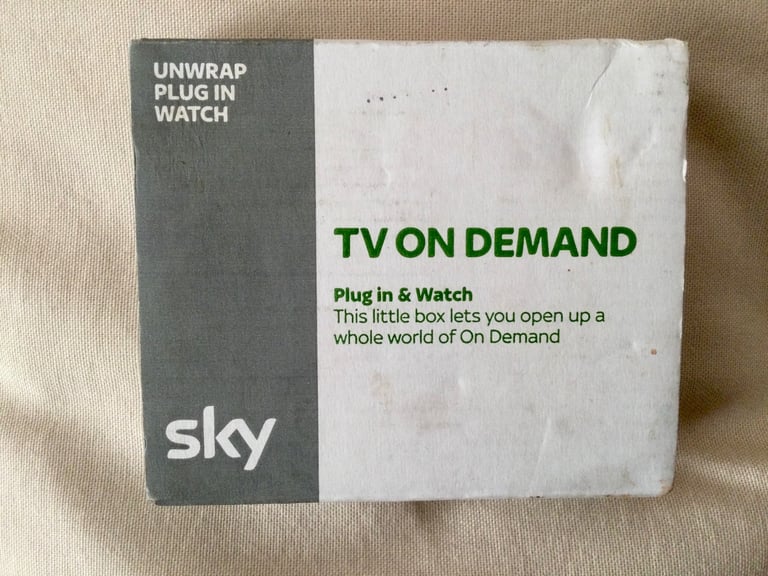 UNWRAP
PLUG IN
WATCH
TV ON DEMAND
Plug in & Watch
This little box lets you open up a
whole world of On Demand
sky